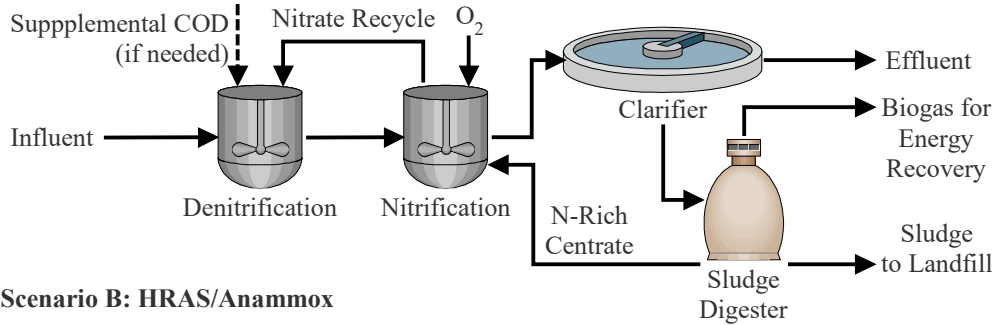 Suppplemental COD
(if needed)
Nitrate Recycle
O2
Influent
Denitrification
Nitrification
Clarifier
Effluent
Biogas for
Energy
Recovery
N-Rich
Centrate
Sludge
Digester
Sludge
to Landfill
Scenario B: HRAS/Anammox